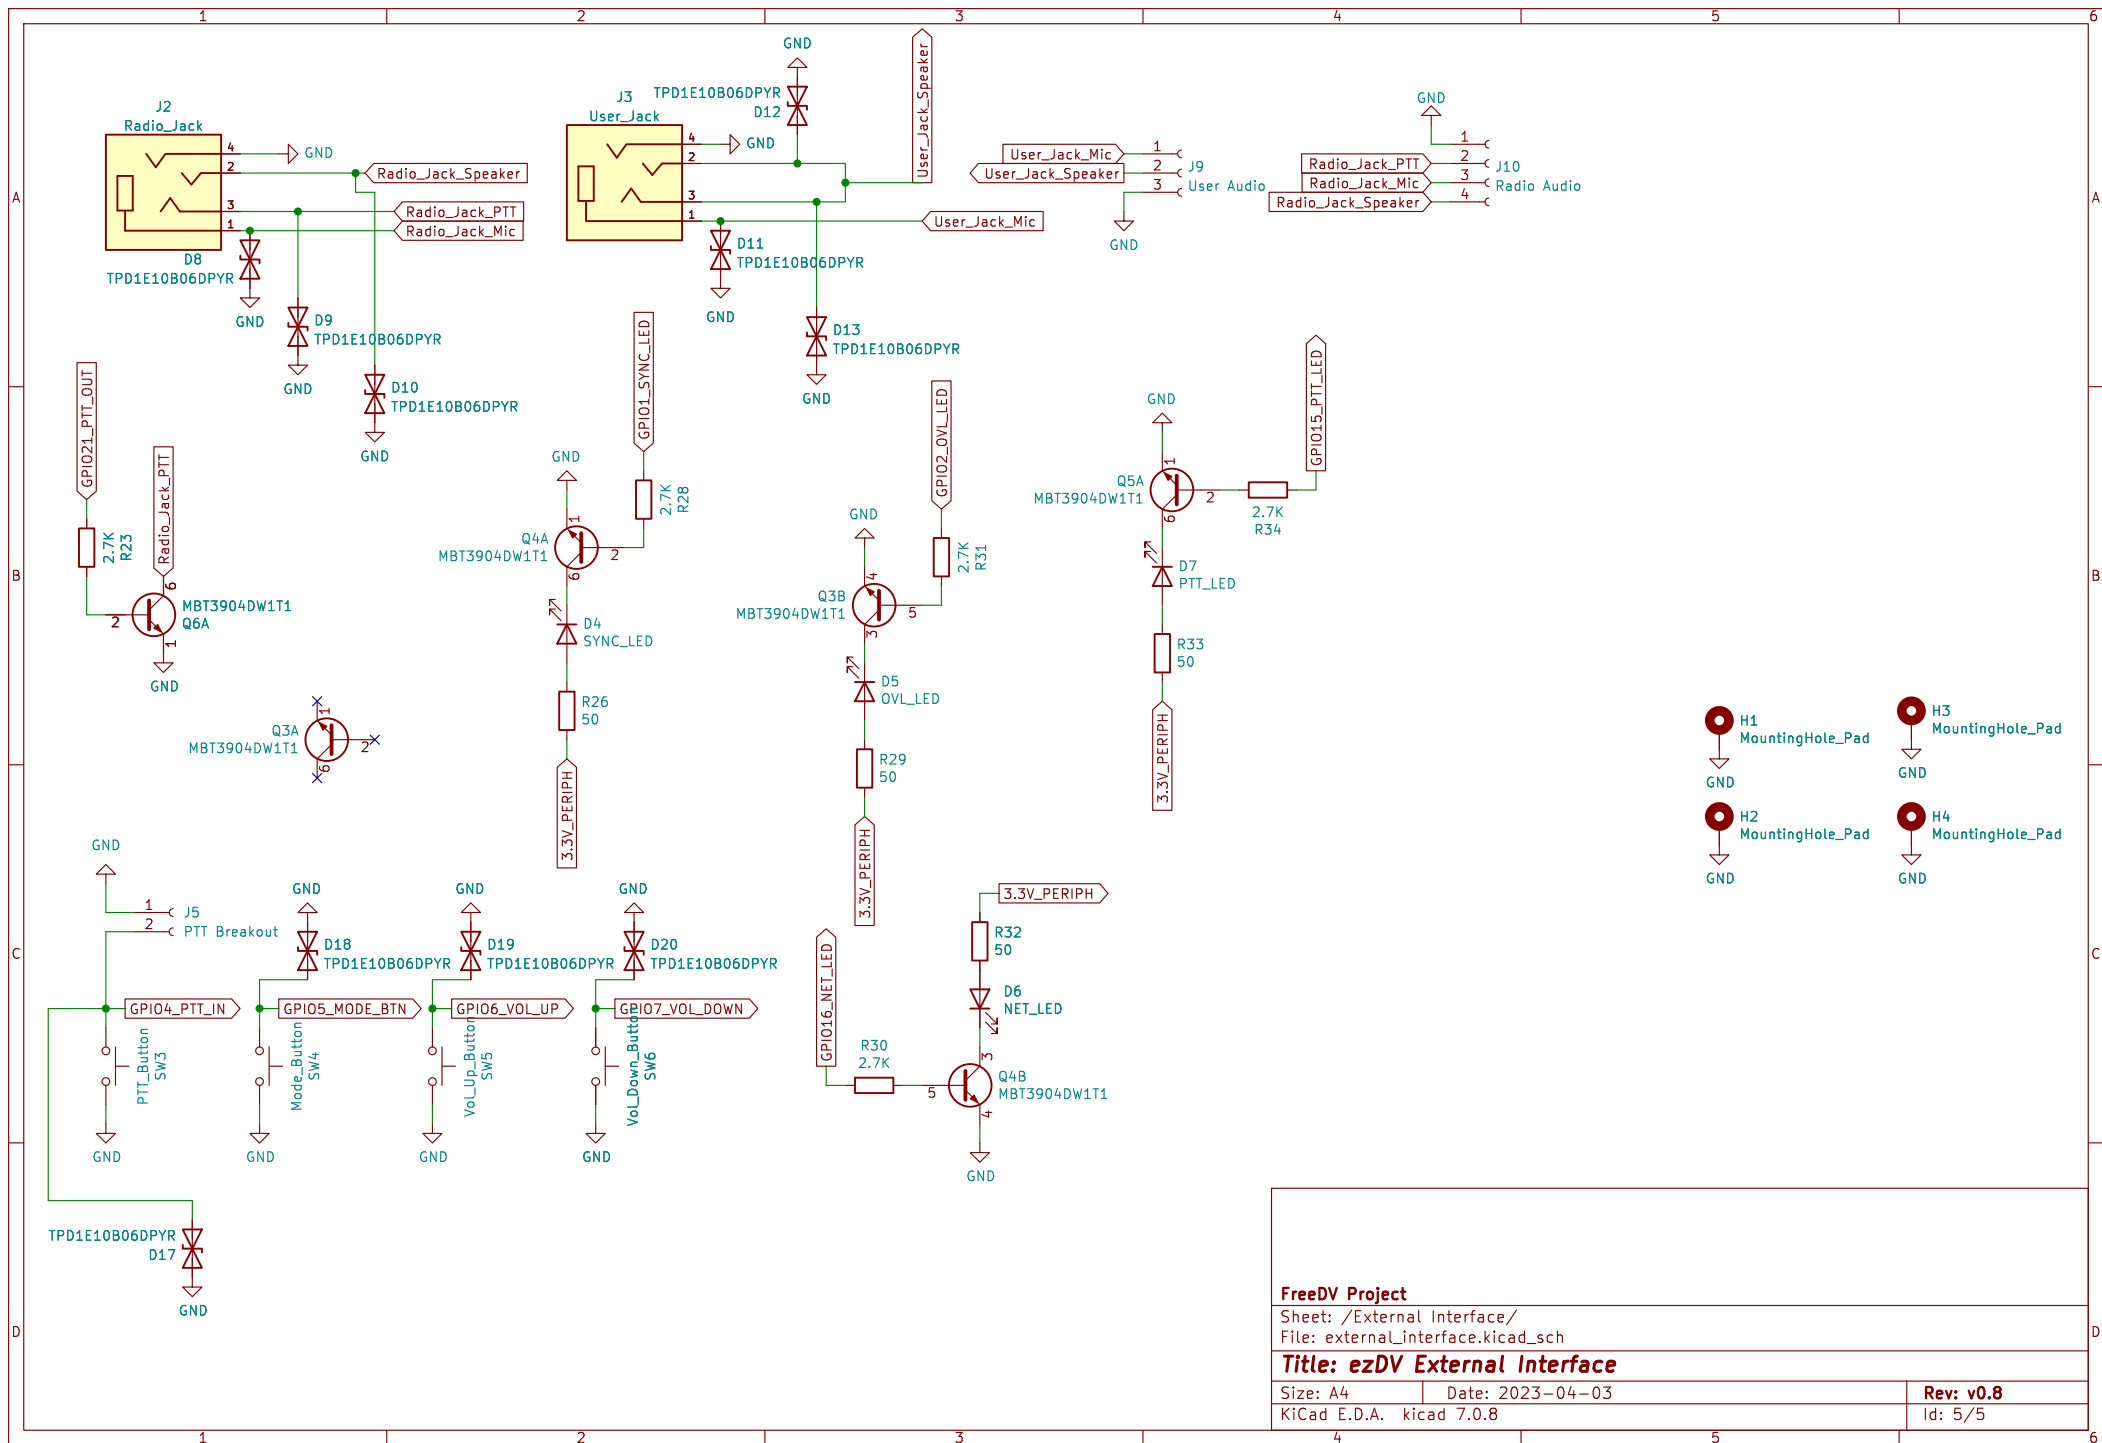 1 2 3 4 5 6
A
B
C
D
A
B
C
D
1 2 3 4 5 6
J2
Radio_Jack
4
2
3
1
GND
Radio_Jack_Speaker
Radio_Jack_PTT
Radio_Jack_Mic
D8
TPD1E10B06DPYR
GND
D9
TPD1E10B06DPYR
GND
D10
TPD1E10B06DPYR
GND
J3
User_Jack
4
2
3
1
GND
GND
TPD1E10B06DPYR
D12
User_Jack_Speaker
User_Jack_Mic
D11
TPD1E10B06DPYR
GND
D13
TPD1E10B06DPYR
GND
User_Jack_Mic
User_Jack_Speaker
1
2
3
J9
User Audio
GND
GND
Radio_Jack_PTT
Radio_Jack_Mic
Radio_Jack_Speaker
1
2
3
4
J10
Radio Audio
GPIO21_PTT_OUT
2.7K
R23
Radio_Jack_PTT
6
2
1
MBT3904DW1T1
Q6A
GND
Q3A
MBT3904DW1T1
1
2
6
GPIO1_SYNC_LED
2.7K
R28
GND
1
2
6
Q4A
MBT3904DW1T1
D4
SYNC_LED
R26
50
3.3V_PERIPH
GPIO2_OVL_LED
2.7K
R31
GND
4
5
3
Q3B
MBT3904DW1T1
D5
OVL_LED
R29
50
3.3V_PERIPH
GPIO15_PTT_LED
2.7K
R34
GND
1
2
6
Q5A
MBT3904DW1T1
D7
PTT_LED
R33
50
3.3V_PERIPH
H1
MountingHole_Pad
GND
H3
MountingHole_Pad
GND
H2
MountingHole_Pad
GND
H4
MountingHole_Pad
GND
GND
1
2
J5
PTT Breakout
GPIO4_PTT_IN
PTT_Button
SW3
GND
TPD1E10B06DPYR
D17
GND
GND
D18
TPD1E10B06DPYR
GPIO5_MODE_BTN
Mode_Button
SW4
GND
GND
D19
TPD1E10B06DPYR
GPIO6_VOL_UP
Vol_Up_Button
SW5
GND
GND
D20
TPD1E10B06DPYR
GPIO7_VOL_DOWN
Vol_Down_Button
SW6
GND
3.3V_PERIPH
R32
50
D6
NET_LED
GPIO16_NET_LED
R30
2.7K
3
5
4
Q4B
MBT3904DW1T1
GND
FreeDV Project
Sheet: /External Interface/
File: external_interface.kicad_sch
Title: ezDV External Interface
Size: A4 Date: 2023-04-03 Rev: v0.8
KiCad E.D.A. kicad 7.0.8 Id: 5/5